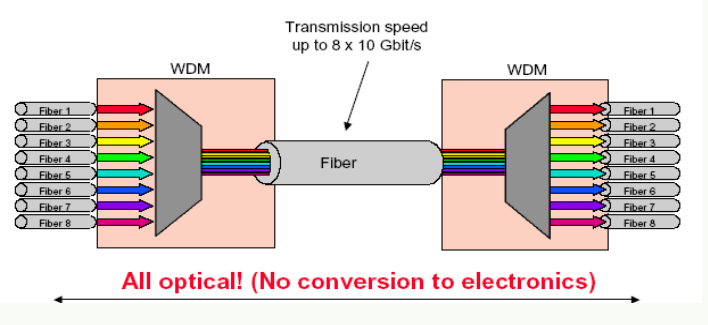 Transmission speed
up to 8 x 10 Gbit/s
WDM
WDM
Fiber 1
Fiber 2
Fiber 3
Fiber 4
Fiber 5
Fiber 6
Fiber 7
Fiber 8
Fiber
Fiber 1
Fiber 2
Fiber 3
Fiber 4
Fiber 5
Fiber 6
Fiber 7
Fiber 8
All optical! (No conversion to electronics)